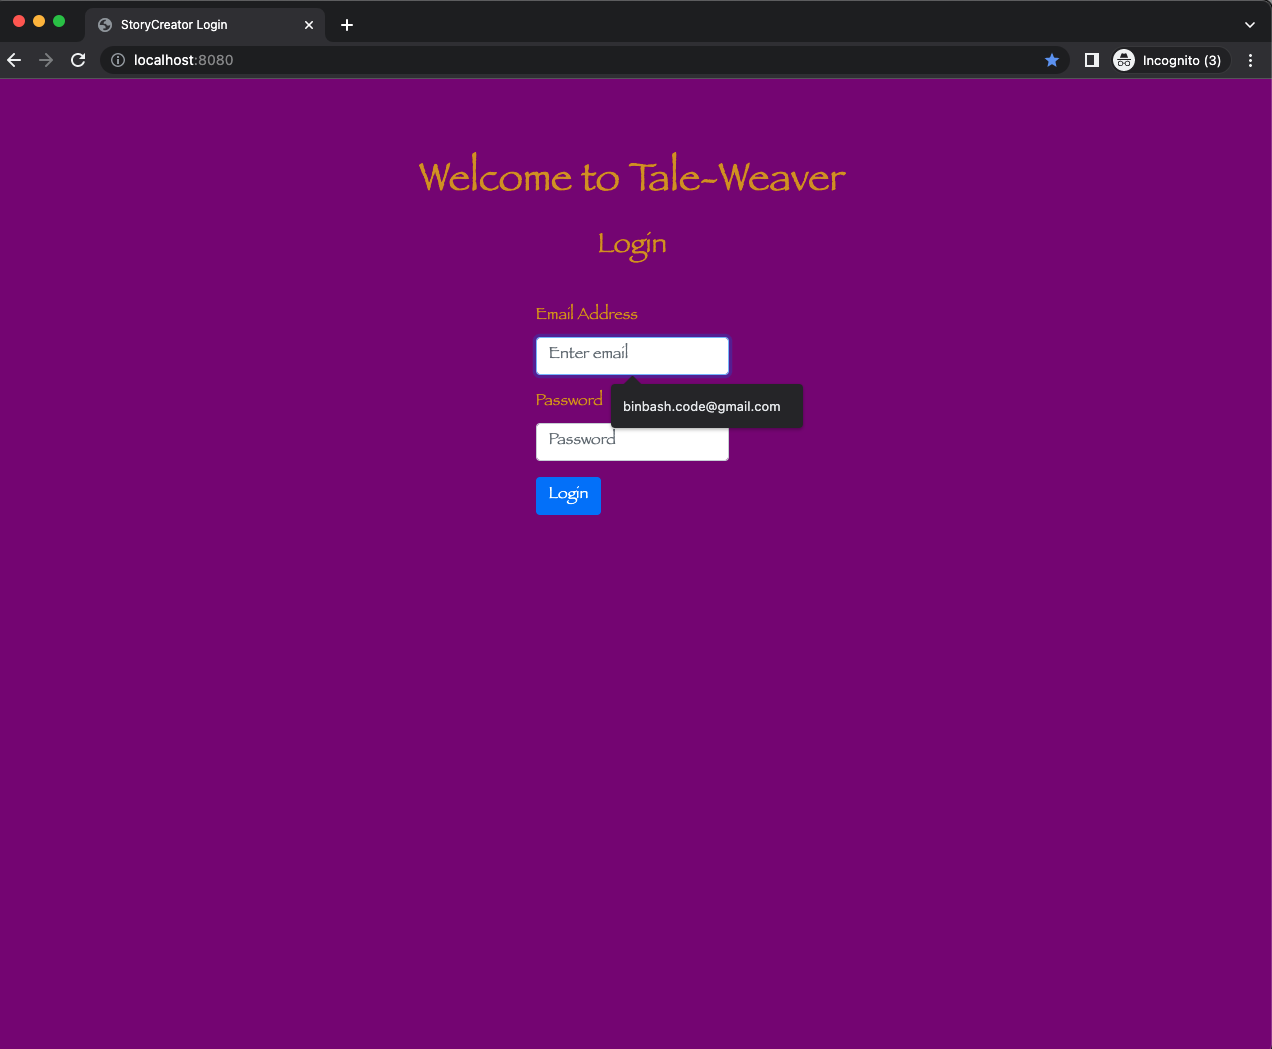 StoryCreator Login
localhost:8080
Incognito (3)
Welcome to Tale-Weaver
Login
Email Address
Enter email
binbash.code@gmail.com
Password
Password
Login